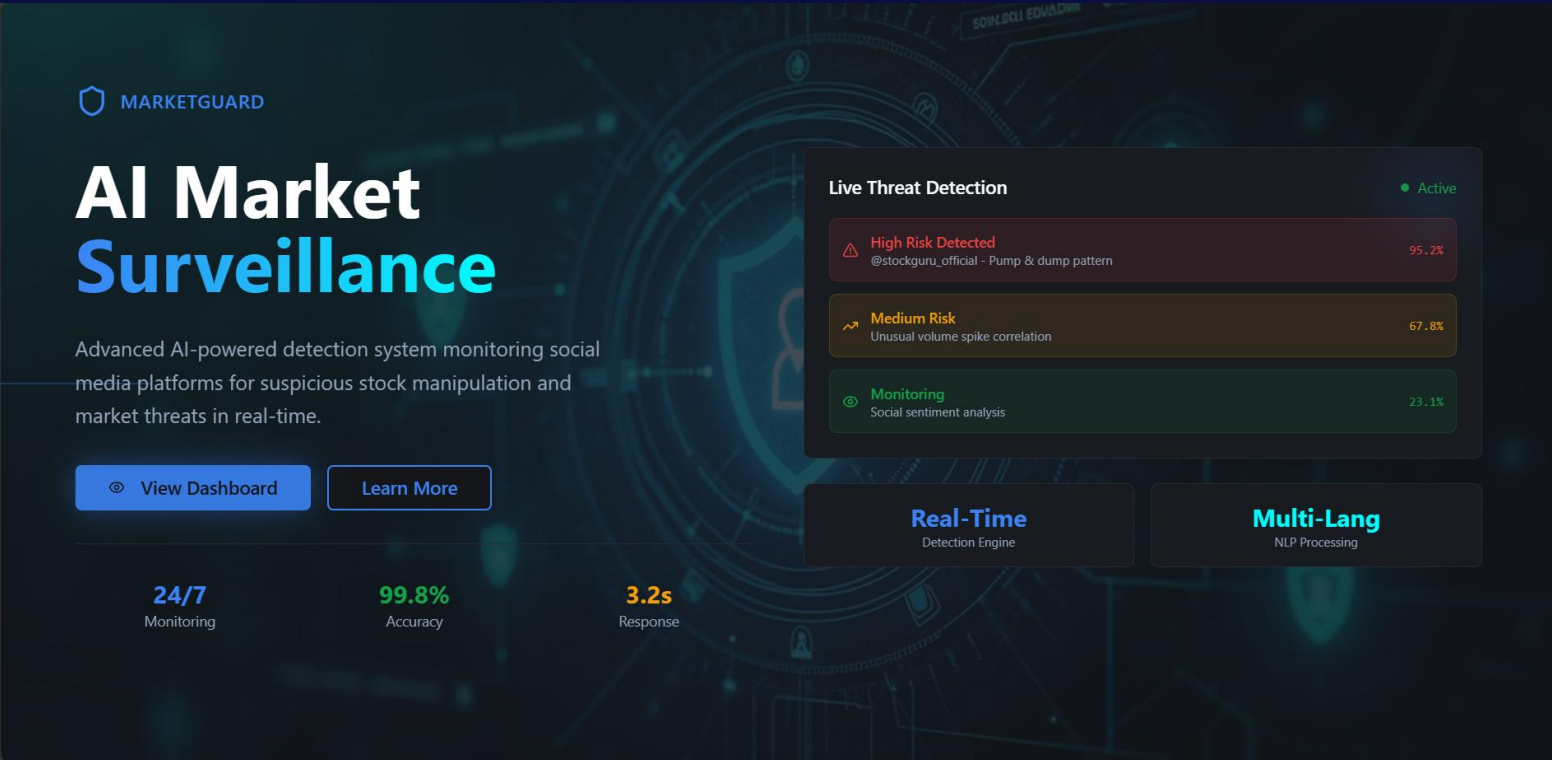 MARKETGUARD
AI Market
Surveillance
Advanced AI-powered detection system monitoring social
media platforms for suspicious stock manipulation and
market threats in real-time.
View Dashboard
Learn More
24/7
Monitoring
99.8%
Accuracy
3.2s
Response
Live Threat Detection
Active
High Risk Detected
@stockguru_official - Pump & dump pattern
95.2%
Medium Risk
Unusual volume spike correlation
67.8%
Monitoring
Social sentiment analysis
23.1%
Real-Time
Detection Engine
Multi-Lang
NLP Processing